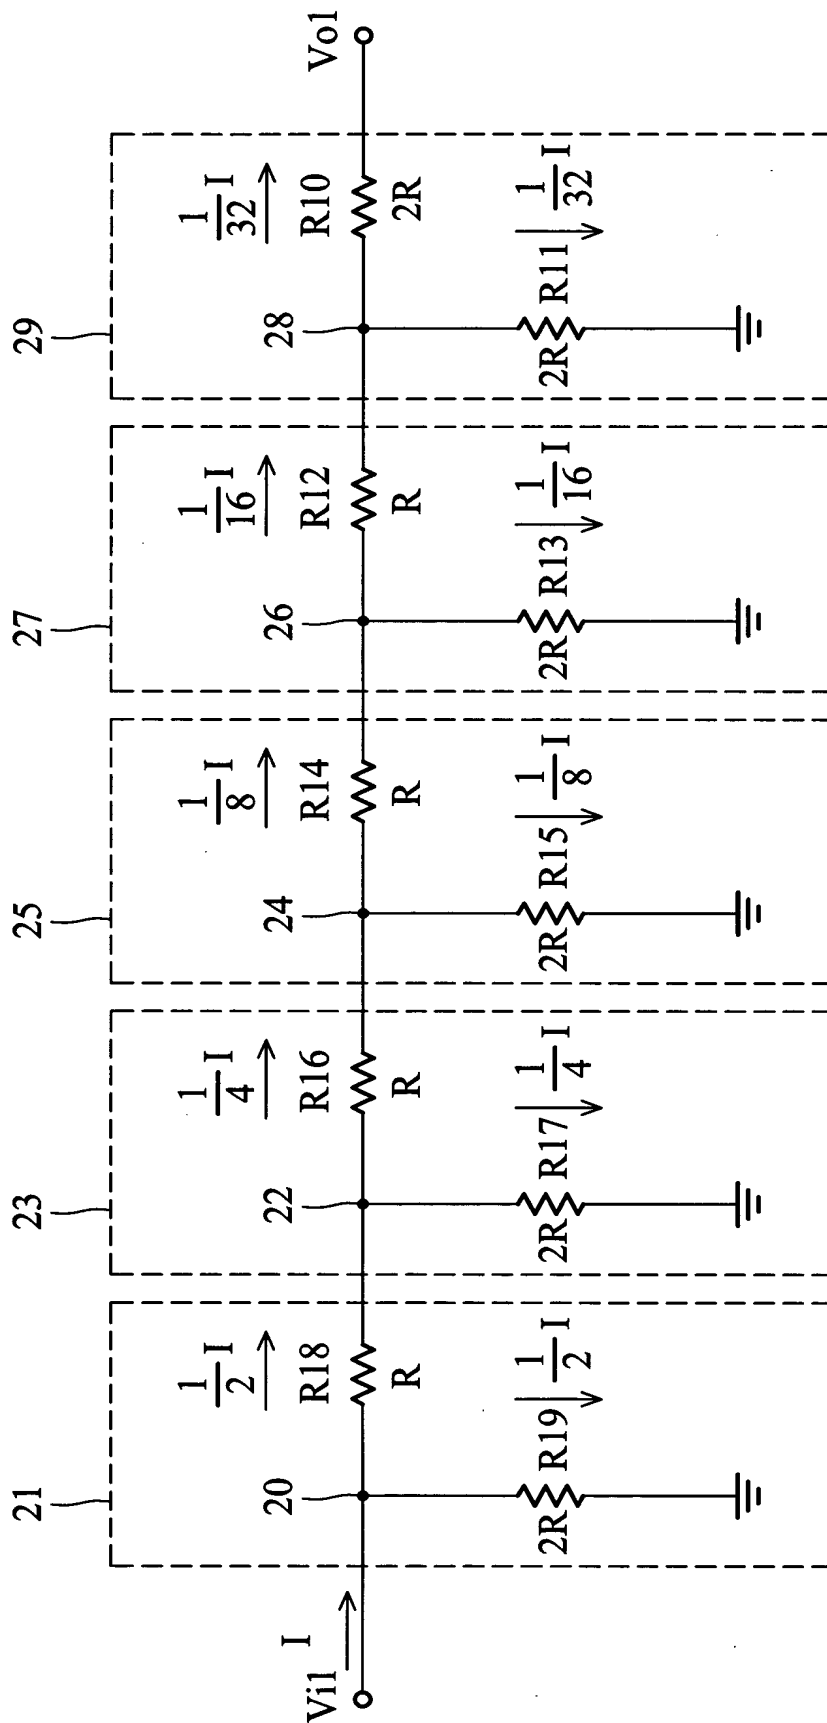 21
23
25
27
29
1/2 I
1/4 I
1/8 I
1/16 I
1/32 I
I
R18
R16
R14
R12
R10
Vi1
20
22
24
26
28
Vo1
R
R
R
R
2R
2R
R19
1/2 I
2R
R17
1/4 I
2R
R15
1/8 I
2R
R13
1/16 I
2R
R11
1/32 I